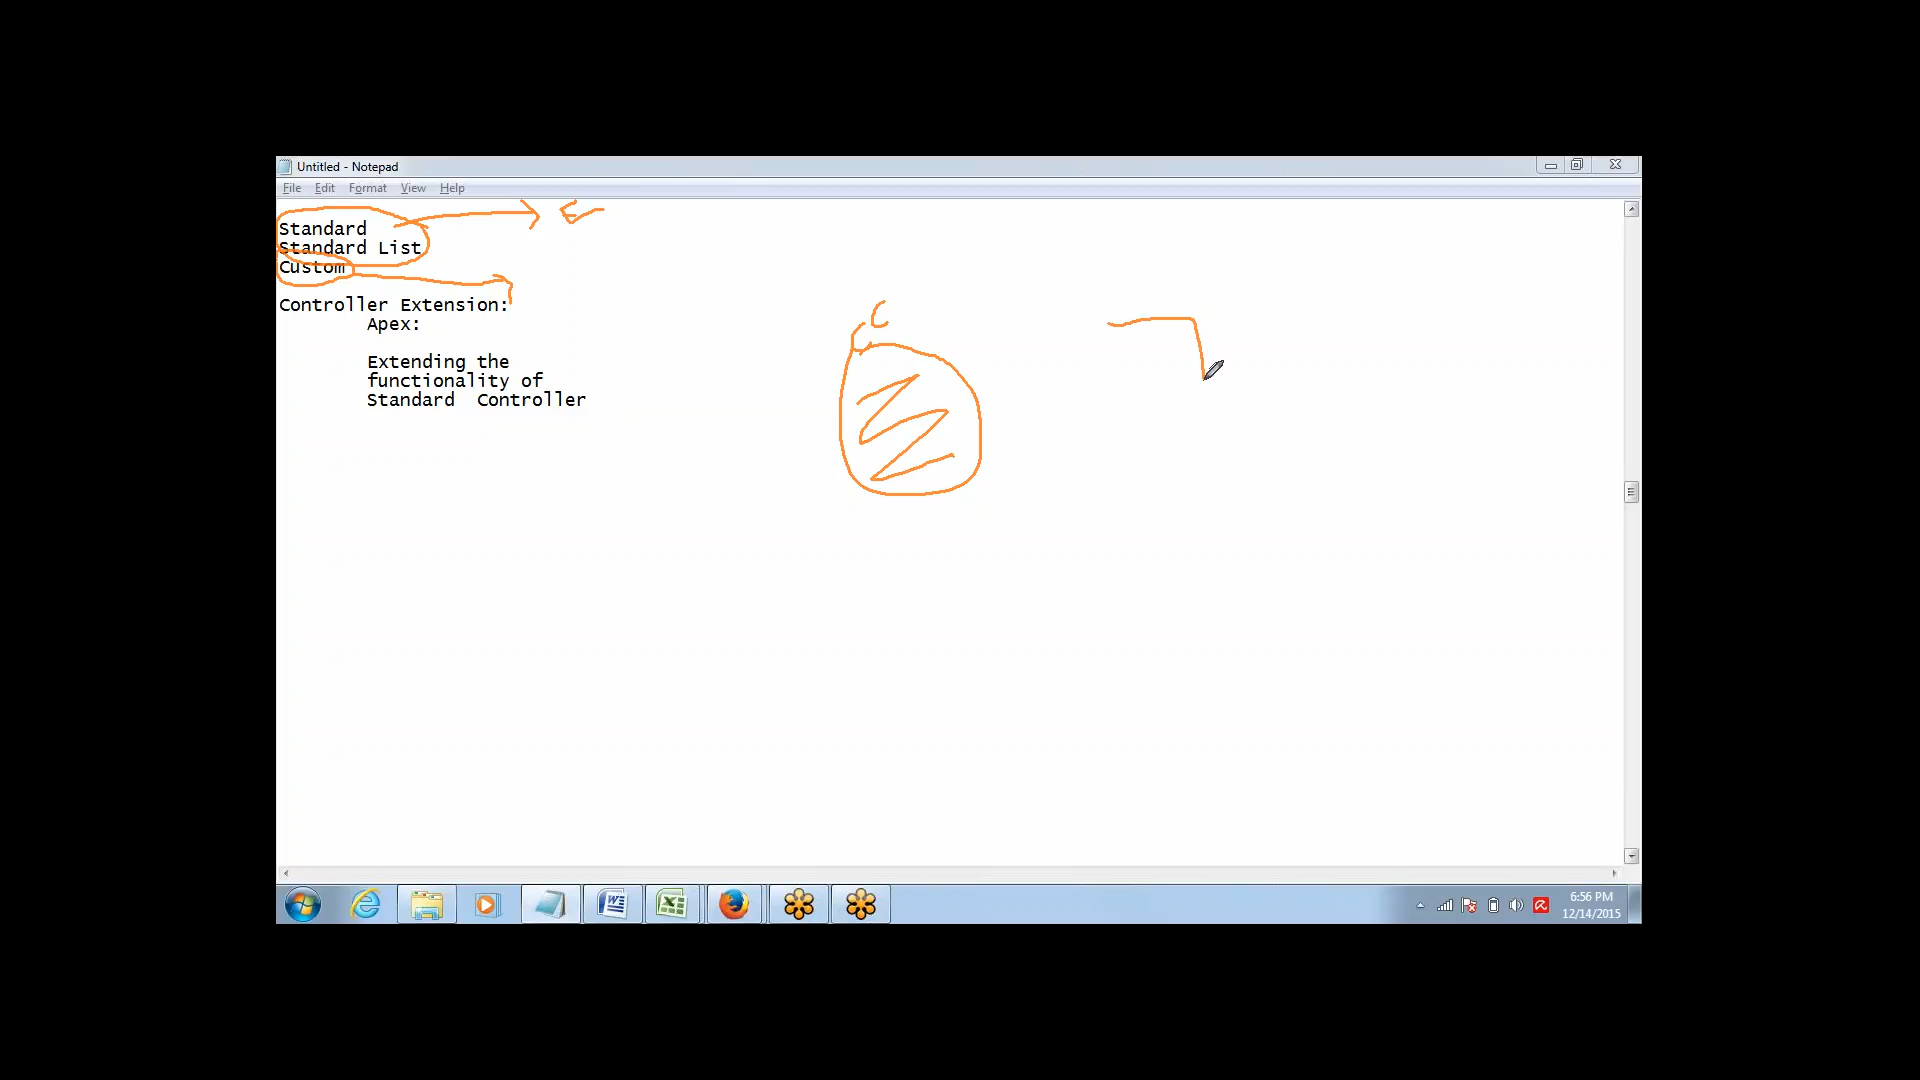 Untitled - Notepad
File Edit Format View Help
Standard
Standard List
Custom
Controller Extension:
Apex:
Extending the
functionality of
Standard Controller
C
C
6:56 PM
12/14/2015